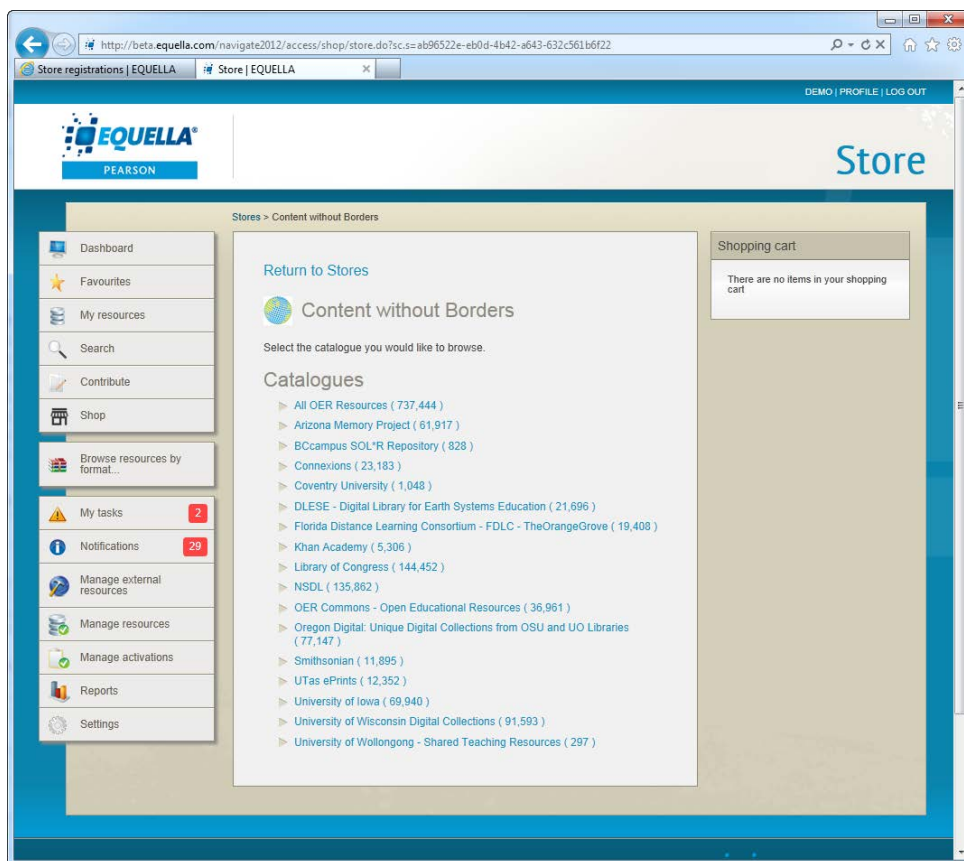 http://beta.equella.com/navigate2012/access/shop/store.do?sc.s=ab96522e-eb0d-4b42-a643-632c561b6f22
Store registrations | EQUELLA
Store | EQUELLA
DEMO | PROFILE | LOG OUT
EQUELLA®
PEARSON
Store
Stores > Content without Borders
Dashboard
Favourites
My resources
Search
Contribute
Shop
Browse resources by
format...
My tasks 2
Notifications 29
Manage external
resources
Manage resources
Manage activations
Reports
Settings
Return to Stores
Content without Borders
Select the catalogue you would like to browse.
Catalogues
All OER Resources ( 737,444 )
Arizona Memory Project ( 61,917 )
BCcampus SOL*R Repository ( 828 )
Connexions ( 23,183 )
Coventry University ( 1,048 )
DLESE - Digital Library for Earth Systems Education ( 21,696 )
Florida Distance Learning Consortium - FDLC - TheOrangeGrove ( 19,408 )
Khan Academy ( 5,306 )
Library of Congress ( 144,452 )
NSDL ( 135,862 )
OER Commons - Open Educational Resources ( 36,961 )
Oregon Digital: Unique Digital Collections from OSU and UO Libraries
( 77,147 )
Smithsonian ( 11,895 )
UTas ePrints ( 12,352 )
University of Iowa ( 69,940 )
University of Wisconsin Digital Collections ( 91,593 )
University of Wollongong - Shared Teaching Resources ( 297 )
Shopping cart
There are no items in your shopping
cart